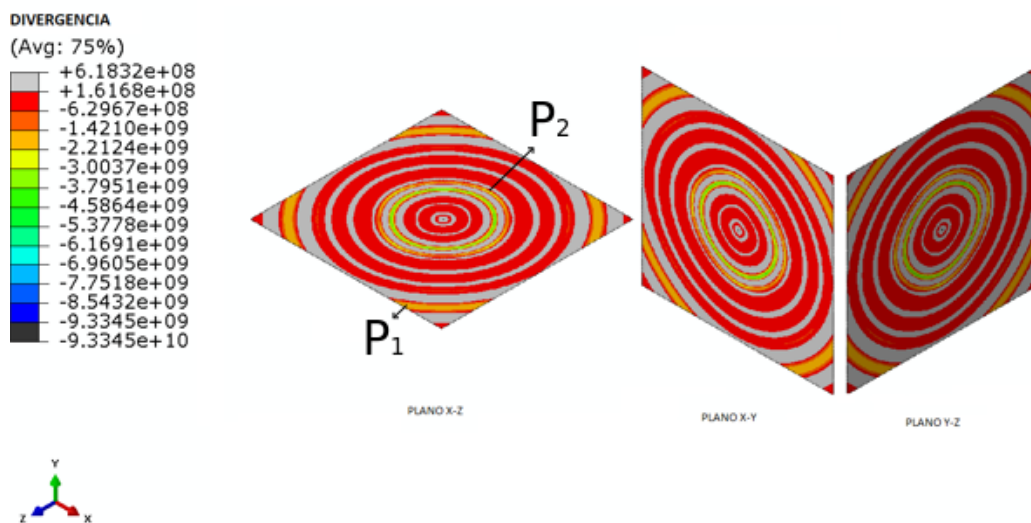 DIVERGENCIA
(Avg: 75%)
+6.1832e+08
+1.6168e+08
-6.2967e+08
-1.4210e+09
-2.2124e+09
-3.0037e+09
-3.7951e+09
-4.5864e+09
-5.3778e+09
-6.1691e+09
-6.9605e+09
-7.7518e+09
-8.5432e+09
-9.3345e+09
-9.3345e+10
P2
P1
PLANO X-Z
PLANO X-Y
PLANO Y-Z
Y
Z
X